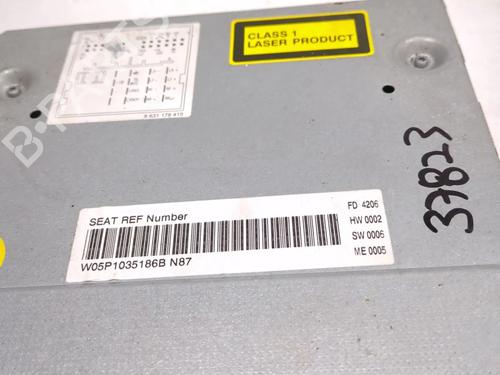 CLASS 1
LASER PRODUCT
8 631 178 415
37823
SEAT REF Number
FD 4206
HW 0002
SW 0006
ME 0005
W05P1035186B N87